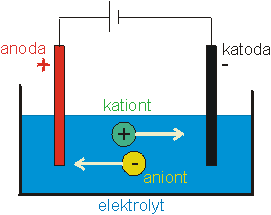 anoda katoda
+ -
kationt
+
-
aniont
elektrolyt